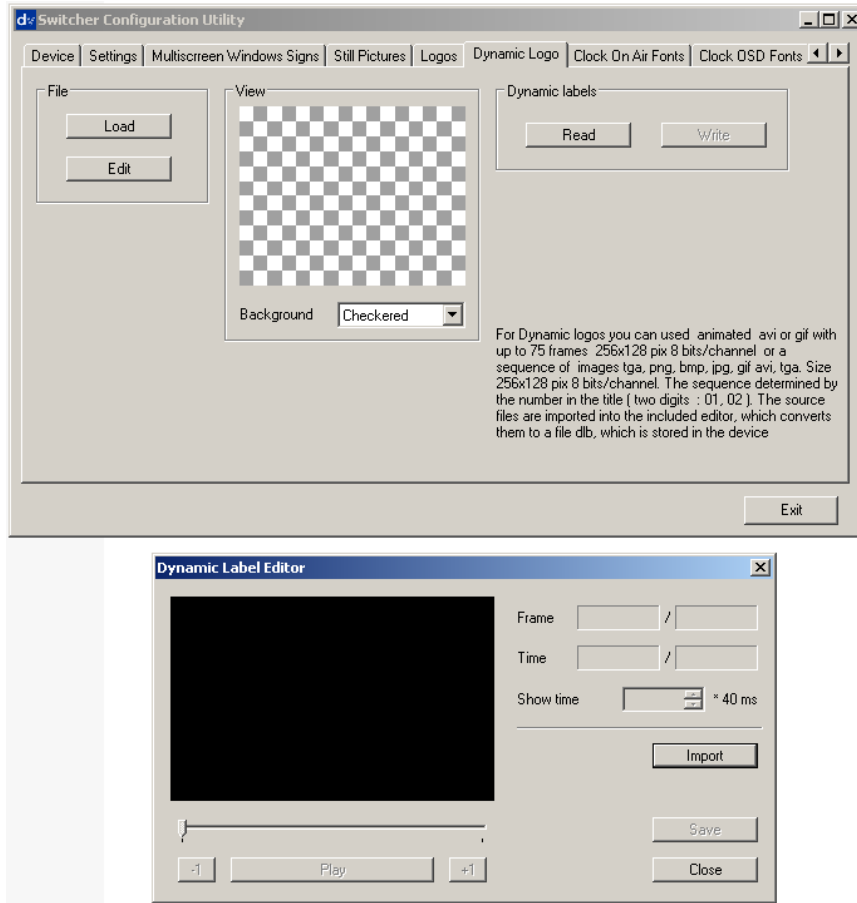 dv Switcher Configuration Utility
Device Settings Multiscrreen Windows Signs Still Pictures Logos Dynamic Logo Clock On Air Fonts Clock OSD Fonts
File
Load
Edit
View
Background Checkered
Dynamic labels
Read Write
For Dynamic logos you can used animated avi or gif with
up to 75 frames 256x128 pix 8 bits/channel or a
sequence of images tga, png, bmp, jpg, gif avi, tga. Size
256x128 pix 8 bits/channel. The sequence determined by
the number in the title ( two digits : 01, 02 ). The source
files are imported into the included editor, which converts
them to a file dlb, which is stored in the device
Exit
Dynamic Label Editor
Frame /
Time /
Show time * 40 ms
Import
Save
-1 Play +1 Close